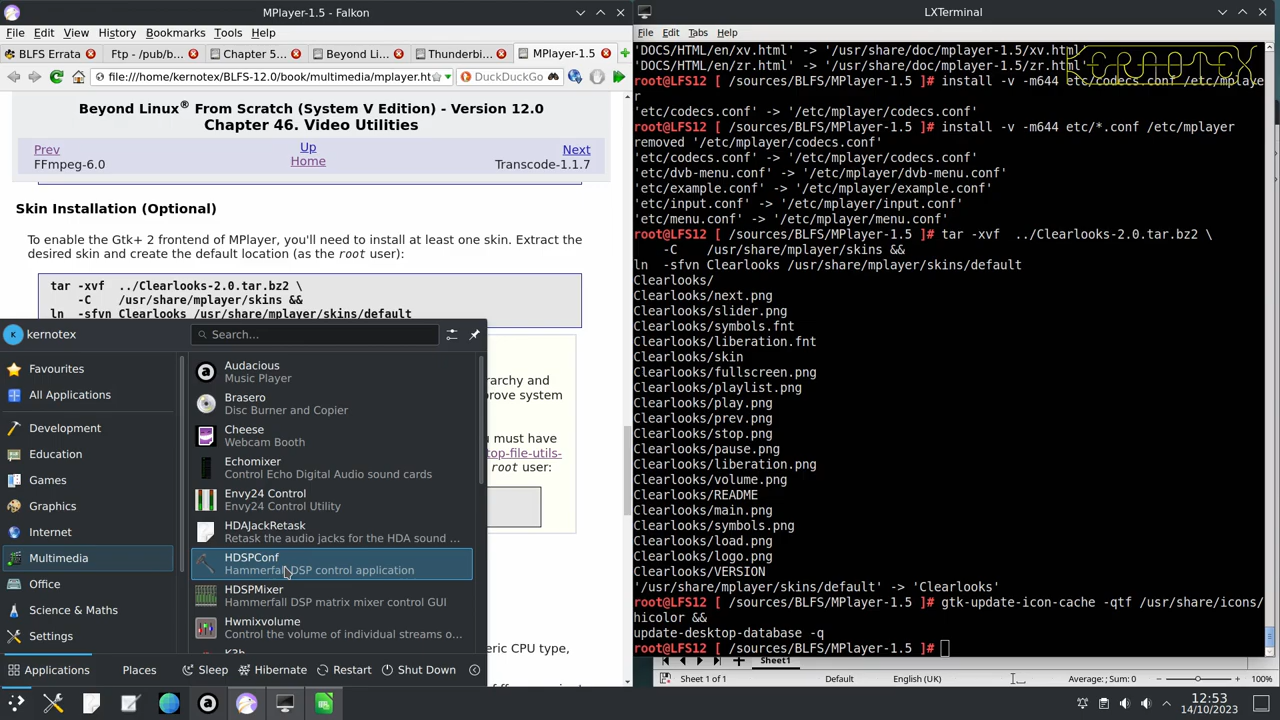 MPlayer-1.5 - Falkon
File Edit View History Bookmarks Tools Help
BLFS Errata
Ftp - /pub/b...
Chapter 5...
Beyond Li...
Thunderbi...
MPlayer-1.5
file:///home/kernotex/BLFS-12.0/book/multimedia/mplayer.ht
DuckDuckGo
Beyond Linux® From Scratch (System V Edition) - Version 12.0
Chapter 46. Video Utilities
Prev Up Next
FFmpeg-6.0 Home Transcode-1.1.7
Skin Installation (Optional)
To enable the Gtk+ 2 frontend of MPlayer, you'll need to install at least one skin. Extract the
desired skin and create the default location (as the root user):
tar -xvf ../Clearlooks-2.0.tar.bz2 \
-C /usr/share/mplayer/skins &&
ln -sfvn Clearlooks /usr/share/mplayer/skins/default
kernotex
Search...
Favourites
All Applications
Development
Education
Games
Graphics
Internet
Multimedia
Office
Science & Maths
Settings
Audacious
Music Player
Brasero
Disc Burner and Copier
Cheese
Webcam Booth
Echomixer
Control Echo Digital Audio sound cards
Envy24 Control
Envy24 Control Utility
HDAJackRetask
Retask the audio jacks for the HDA sound ...
HDSPConf
Hammerfall DSP control application
HDSPMixer
Hammerfall DSP matrix mixer control GUI
Hwmixvolume
Control the volume of individual streams o...
K3b
rarchy and
prove system
u must have
top-file-utils-
root user:
eric CPU type,
Applications Places Sleep Hibernate Restart Shut Down
LXTerminal
File Edit Tabs Help
'DOCS/HTML/en/xv.html' -> '/usr/share/doc/mplayer-1.5/xv.html'
'DOCS/HTML/en/zr.html' -> '/usr/share/doc/mplayer-1.5/zr.html'
KERNOTEX
root@LFS12 [ /sources/BLFS/MPlayer-1.5 ]# install -v -m644 etc/codecs.conf /etc/mplaye
r
'etc/codecs.conf' -> '/etc/mplayer/codecs.conf'
root@LFS12 [ /sources/BLFS/MPlayer-1.5 ]# install -v -m644 etc/*.conf /etc/mplayer
removed '/etc/mplayer/codecs.conf'
'etc/codecs.conf' -> '/etc/mplayer/codecs.conf'
'etc/dvb-menu.conf' -> '/etc/mplayer/dvb-menu.conf'
'etc/example.conf' -> '/etc/mplayer/example.conf'
'etc/input.conf' -> '/etc/mplayer/input.conf'
'etc/menu.conf' -> '/etc/mplayer/menu.conf'
root@LFS12 [ /sources/BLFS/MPlayer-1.5 ]# tar -xvf ../Clearlooks-2.0.tar.bz2 \
-C /usr/share/mplayer/skins &&
ln -sfvn Clearlooks /usr/share/mplayer/skins/default
Clearlooks/
Clearlooks/next.png
Clearlooks/slider.png
Clearlooks/symbols.fnt
Clearlooks/liberation.fnt
Clearlooks/skin
Clearlooks/fullscreen.png
Clearlooks/playlist.png
Clearlooks/play.png
Clearlooks/prev.png
Clearlooks/stop.png
Clearlooks/pause.png
Clearlooks/liberation.png
Clearlooks/volume.png
Clearlooks/README
Clearlooks/main.png
Clearlooks/symbols.png
Clearlooks/load.png
Clearlooks/logo.png
Clearlooks/VERSION
'/usr/share/mplayer/skins/default' -> 'Clearlooks'
root@LFS12 [ /sources/BLFS/MPlayer-1.5 ]# gtk-update-icon-cache -qtf /usr/share/icons/
hicolor &&
update-desktop-database -q
root@LFS12 [ /sources/BLFS/MPlayer-1.5 ]#
Sheet1
Sheet 1 of 1 Default English (UK) Average: ; Sum: 0 100%
12:53
14/10/2023